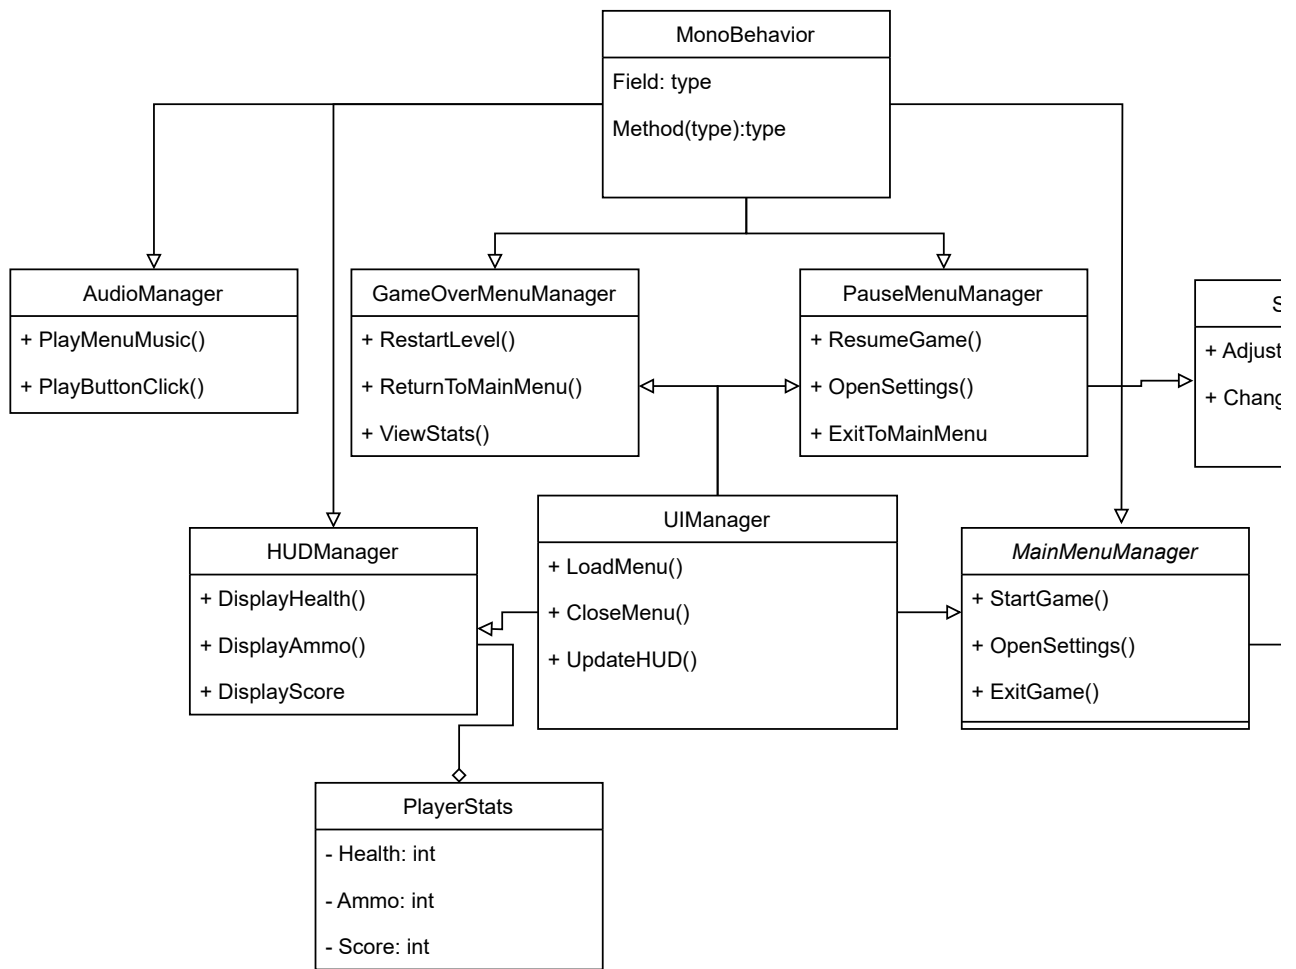 MonoBehavior
Field: type
Method(type):type
AudioManager
+ PlayMenuMusic()
+ PlayButtonClick()
GameOverMenuManager
+ RestartLevel()
+ ReturnToMainMenu()
+ ViewStats()
PauseMenuManager
+ ResumeGame()
+ OpenSettings()
+ ExitToMainMenu
S
+ Adjust
+ Chang
HUDManager
+ DisplayHealth()
+ DisplayAmmo()
+ DisplayScore
UIManager
+ LoadMenu()
+ CloseMenu()
+ UpdateHUD()
MainMenuManager
+ StartGame()
+ OpenSettings()
+ ExitGame()
PlayerStats
- Health: int
- Ammo: int
- Score: int